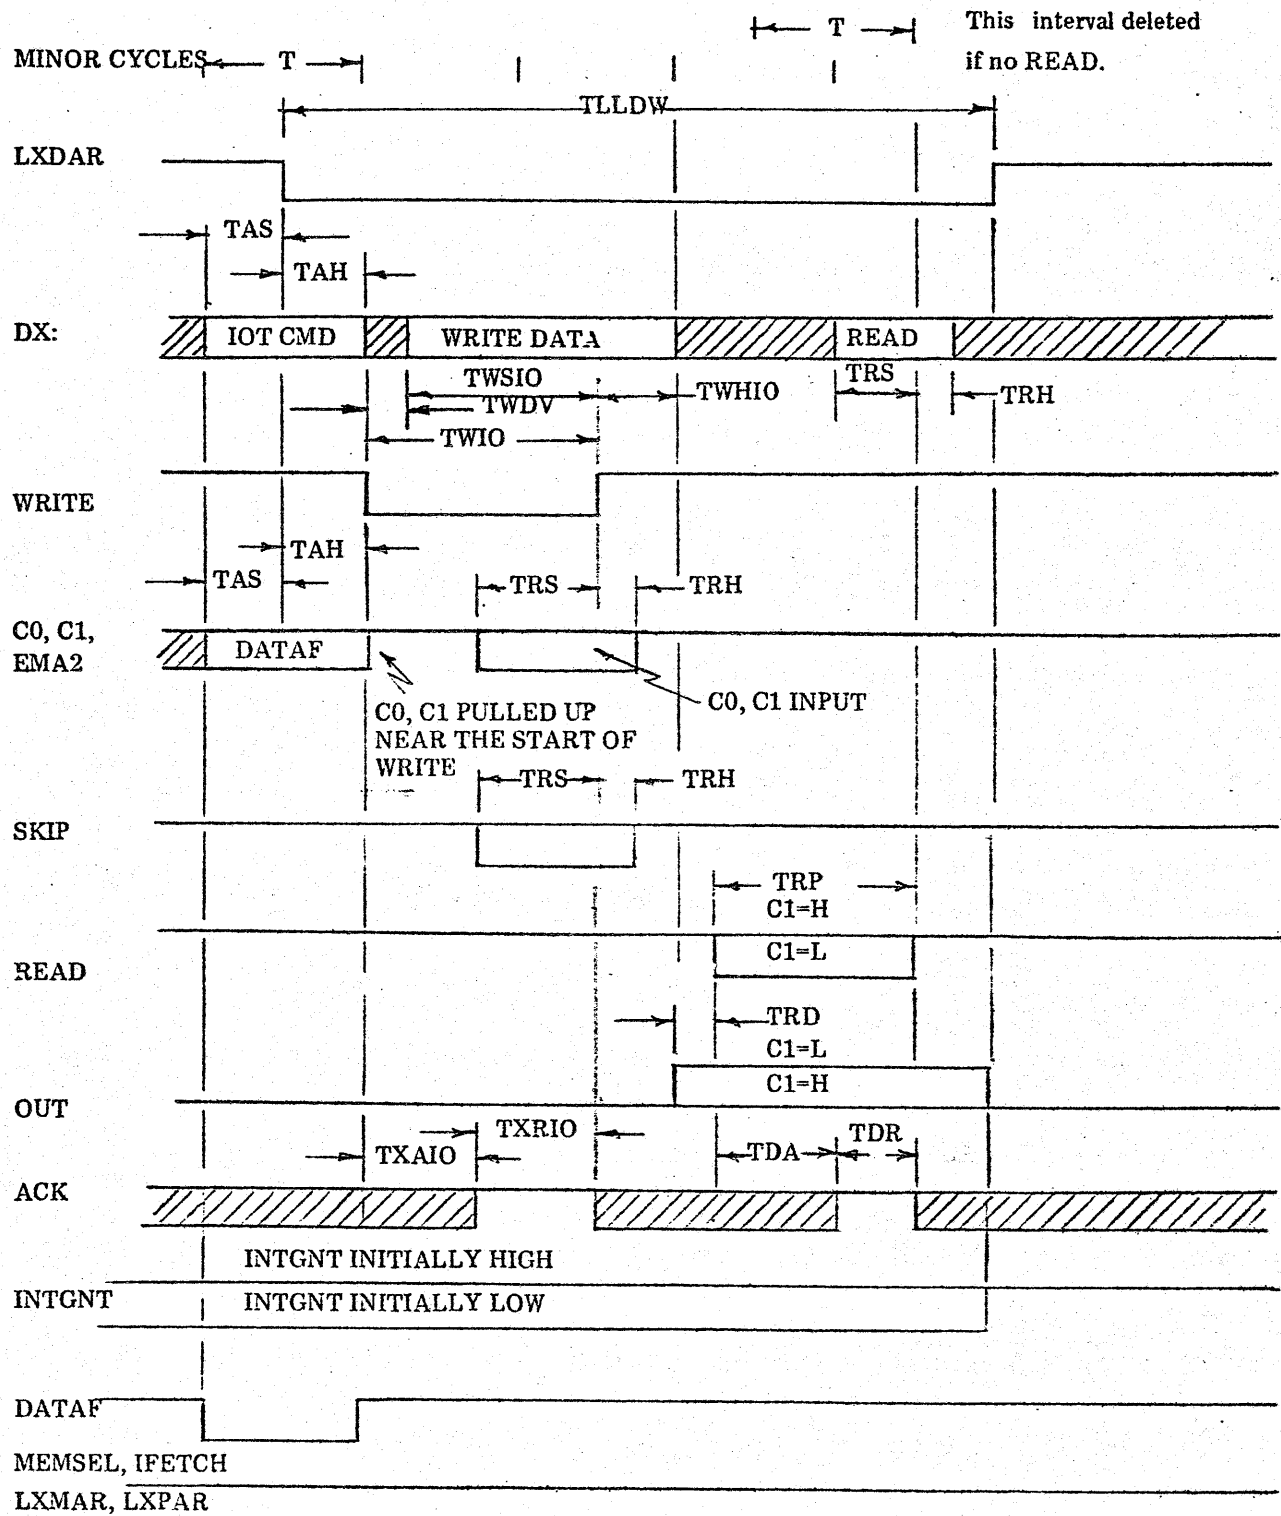 T
This interval deleted
if no READ.
MINOR CYCLES
T
TLLDW
LXDAR
TAS
TAH
DX:
IOT CMD
WRITE DATA
READ
TWSIO
TWHIO
TRS
TRH
TWDV
TWIO
WRITE
TAH
TAS
TRS
TRH
C0, C1,
EMA2
DATAF
C0, C1 INPUT
C0, C1 PULLED UP
NEAR THE START OF
WRITE
TRS
TRH
SKIP
TRP
C1=H
C1=L
READ
TRD
C1=L
C1=H
OUT
TXRIO
TDR
TXAIO
TDA
ACK
INTGNT INITIALLY HIGH
INTGNT
INTGNT INITIALLY LOW
DATAF
MEMSEL, IFETCH
LXMAR, LXPAR